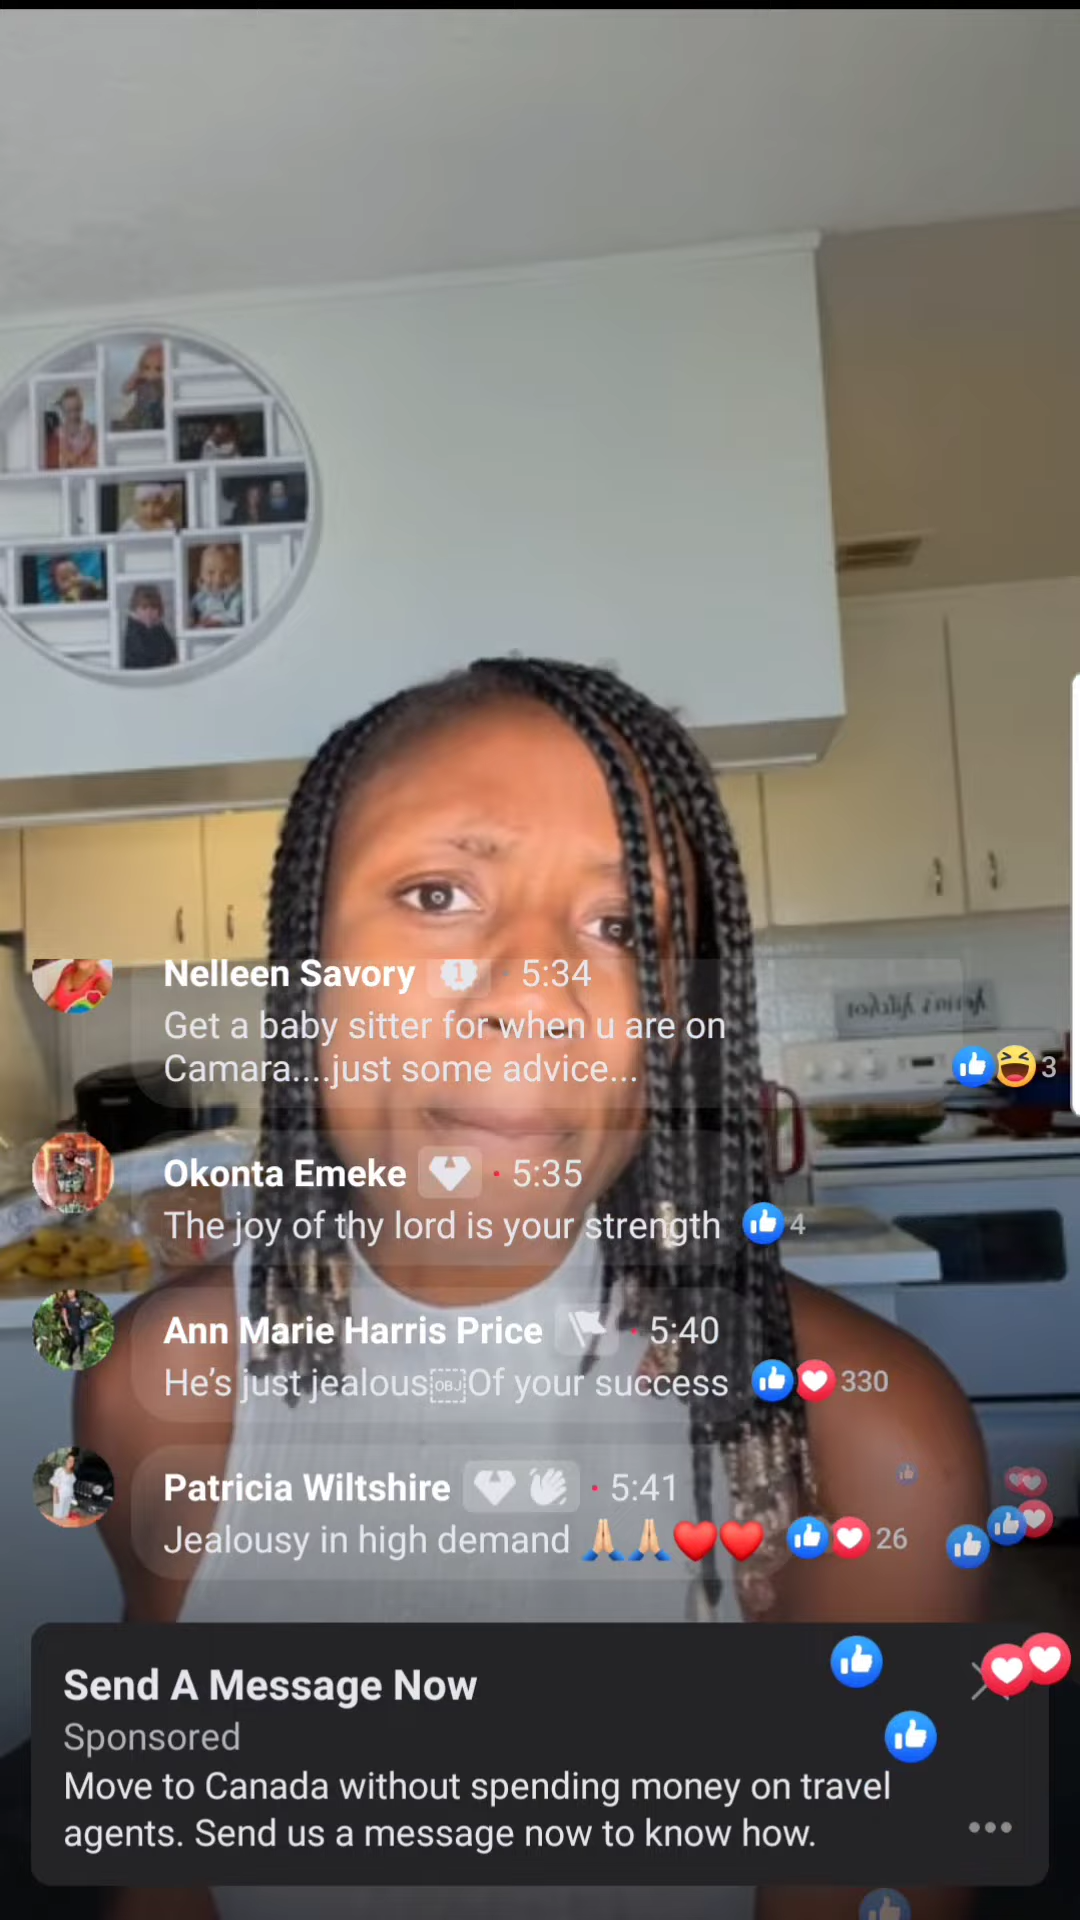 Nelleen Savory 1 · 5:34
Get a baby sitter for when u are on
Camara....just some advice...
3
Okonta Emeke · 5:35
The joy of thy lord is your strength 4
Ann Marie Harris Price · 5:40
He's just jealous￼Of your success 330
Patricia Wiltshire · 5:41
Jealousy in high demand 🙏🏼🙏🏼❤️❤️ 26
Send A Message Now
Sponsored
Move to Canada without spending money on travel
agents. Send us a message now to know how.